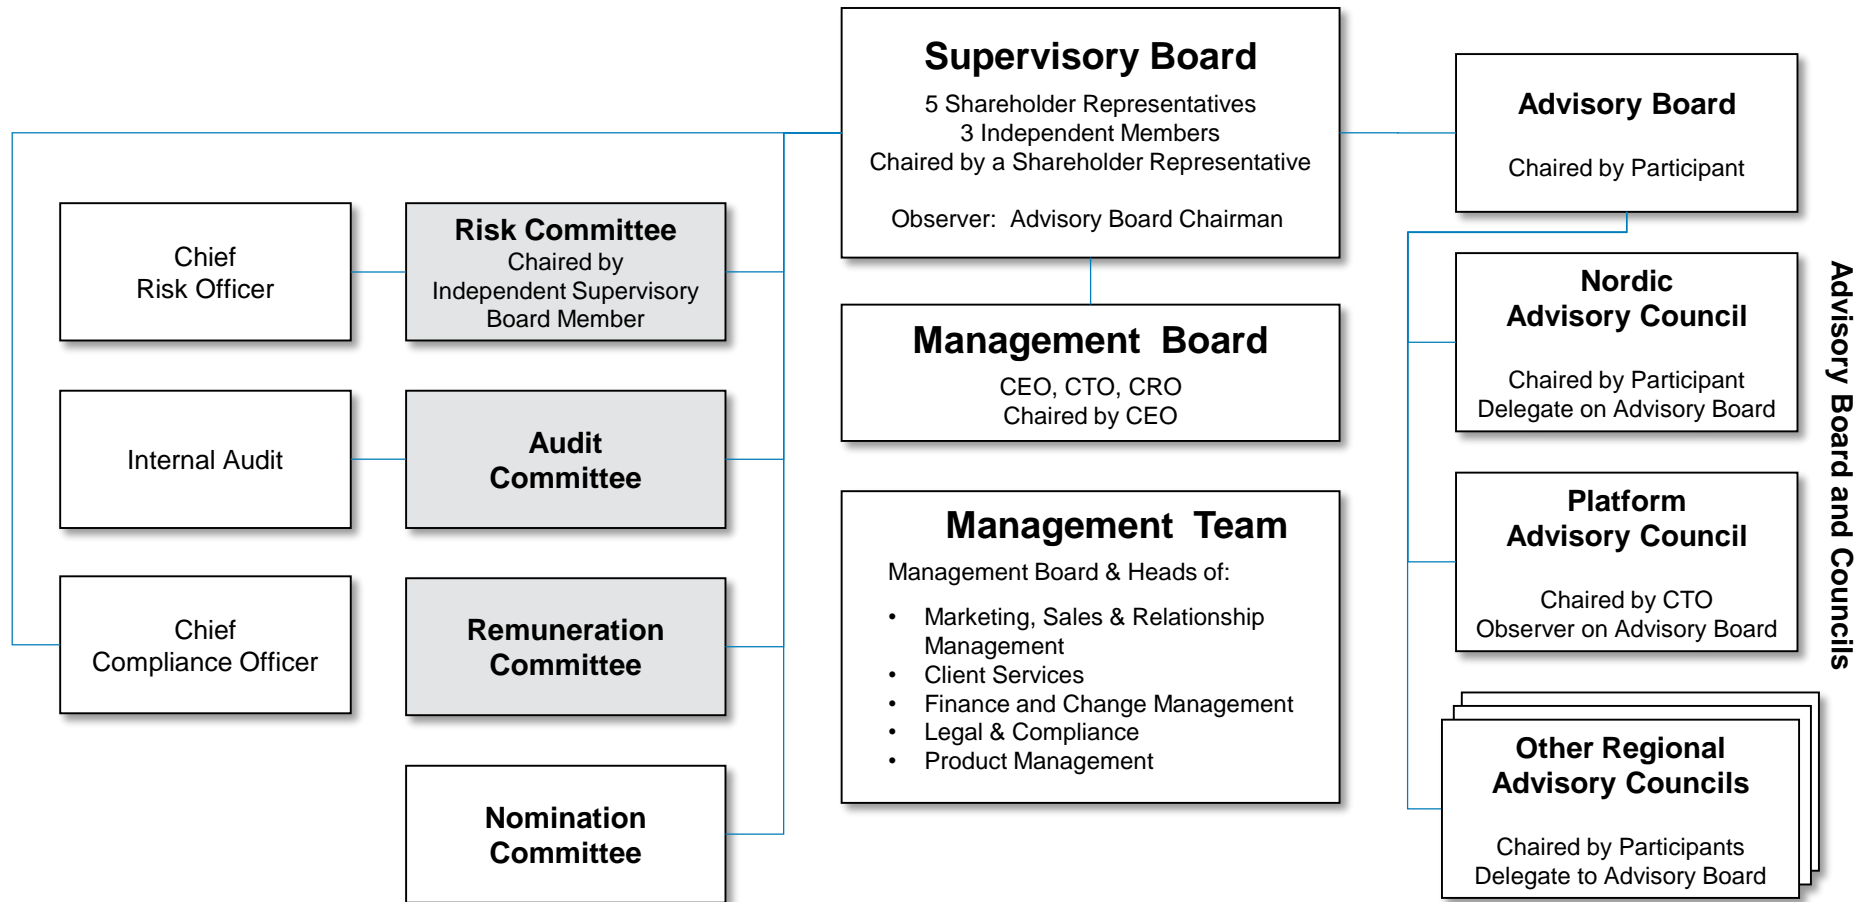 Supervisory Board
5 Shareholder Representatives
3 Independent Members
Chaired by a Shareholder Representative
Observer: Advisory Board Chairman
Advisory Board
Chaired by Participant
Chief
Risk Officer
Risk Committee
Chaired by
Independent Supervisory
Board Member
Management Board
CEO, CTO, CRO
Chaired by CEO
Nordic
Advisory Council
Chaired by Participant
Delegate on Advisory Board
Internal Audit
Audit
Committee
Management Team
Management Board & Heads of:
• Marketing, Sales & Relationship
Management
• Client Services
• Finance and Change Management
• Legal & Compliance
• Product Management
Platform
Advisory Council
Chaired by CTO
Observer on Advisory Board
Chief
Compliance Officer
Remuneration
Committee
Nomination
Committee
Other Regional
Advisory Councils
Chaired by Participants
Delegate to Advisory Board
Advisory Board and Councils